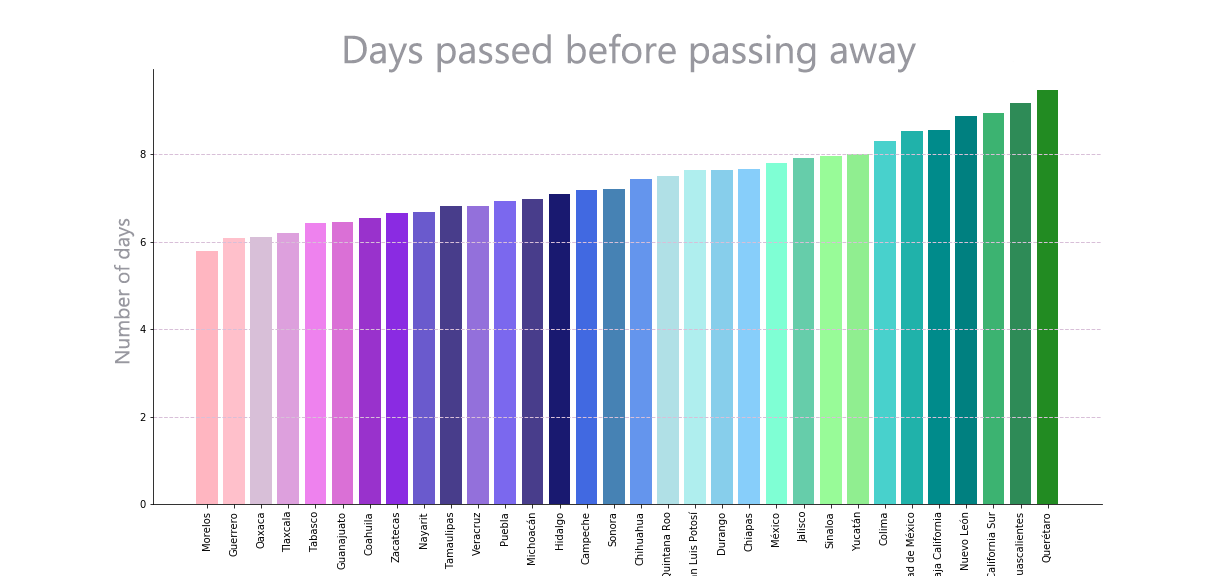 Days passed before passing away
Number of days
8
6
4
2
0
Morelos
Guerrero
Oaxaca
Tlaxcala
Tabasco
Guanajuato
Coahuila
Zacatecas
Nayarit
Tamaulipas
Veracruz
Puebla
Michoacán
Hidalgo
Campeche
Sonora
Chihuahua
Quintana Roo
n Luis Potosí
Durango
Chiapas
México
Jalisco
Sinaloa
Yucatán
Colima
ad de México
aja California
Nuevo León
California Sur
uascalientes
Querétaro